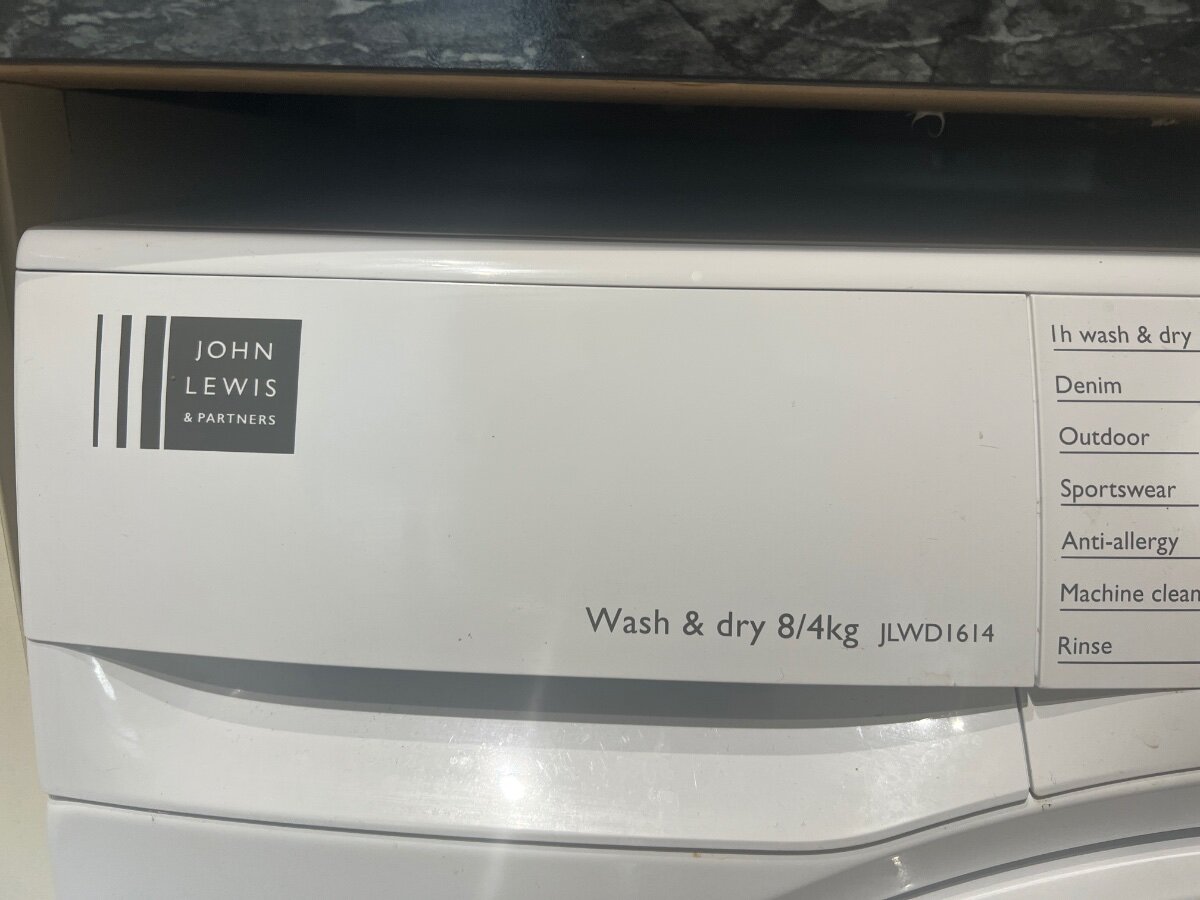 JOHN
LEWIS
& PARTNERS
Wash & dry 8/4kg JLWD1614
1h wash & dry
Denim
Outdoor
Sportswear
Anti-allergy
Machine clean
Rinse